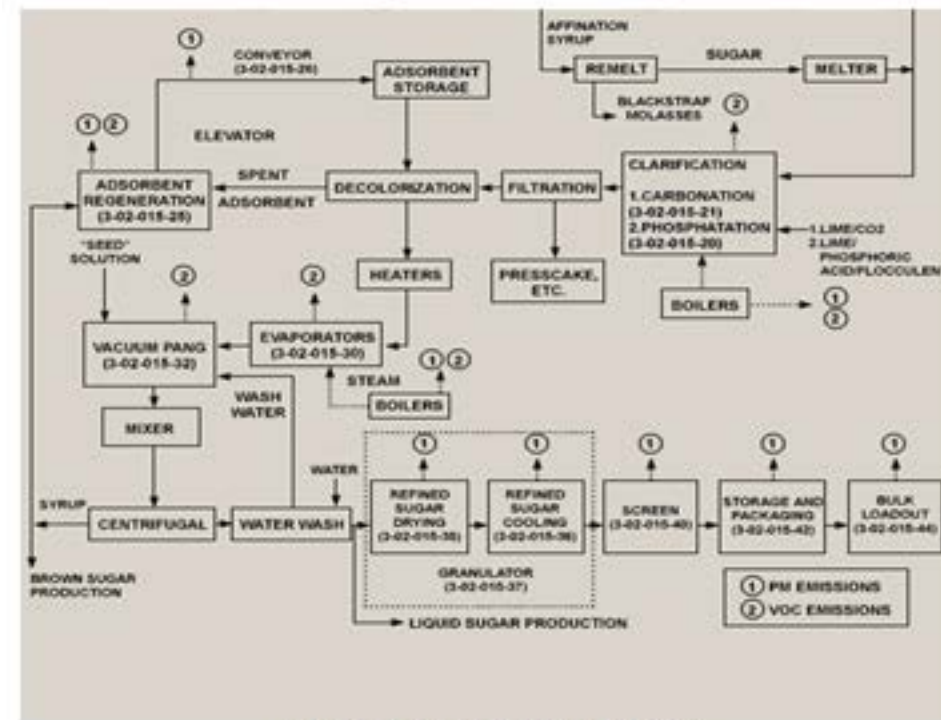 AFFINATION
SYRUP
SUGAR
REMELT
MELTER
BLACKSTRAP
MOLASSES
1
CONVEYOR
(3-02-015-26)
ADSORBENT
STORAGE
2
1 2
ELEVATOR
ADSORBENT
REGENERATION
(3-02-015-25)
SPENT
ADSORBENT
DECOLORIZATION
FILTRATION
CLARIFICATION
1.CARBONATION
(3-02-015-21)
2.PHOSPHATATION
(3-02-015-20)
1.LIME/CO2
2.LIME/
PHOSPHORIC
ACID/FLOCCULEN
"SEED"
SOLUTION
2
2
HEATERS
PRESSCAKE,
ETC.
BOILERS
1
2
VACUUM PANG
(3-02-015-32)
EVAPORATORS
(3-02-015-30)
1 2
STEAM
BOILERS
WASH
WATER
MIXER
WATER
1
1
1
1
1
SYRUP
CENTRIFUGAL
WATER WASH
REFINED
SUGAR
DRYING
(3-02-015-35)
REFINED
SUGAR
COOLING
(3-02-015-36)
SCREEN
(3-02-015-40)
STORAGE AND
PACKAGING
(3-02-015-42)
BULK
LOADOUT
(3-02-015-44)
GRANULATOR
(3-02-015-37)
BROWN SUGAR
PRODUCTION
LIQUID SUGAR PRODUCTION
1 PM EMISSIONS
2 VOC EMISSIONS